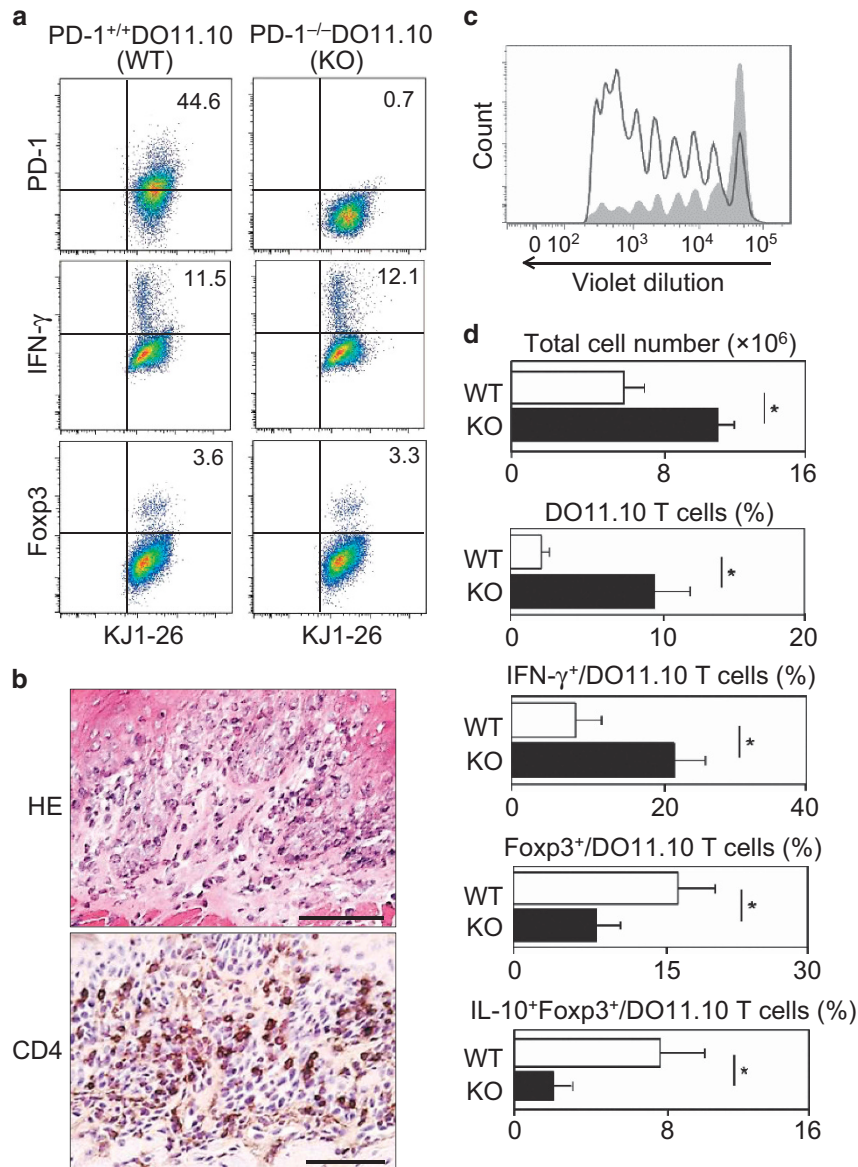 a
PD-1+/+DO11.10 (WT)
PD-1–/–DO11.10 (KO)
PD-1
44.6
0.7
IFN-γ
11.5
12.1
Foxp3
3.6
3.3
KJ1-26
KJ1-26
b
HE
CD4
c
Count
0 10² 10³ 10⁴ 10⁵
Violet dilution
d
Total cell number (×10⁶)
WT
KO
*
0 8 16
DO11.10 T cells (%)
WT
KO
*
0 10 20
IFN-γ⁺/DO11.10 T cells (%)
WT
KO
*
0 20 40
Foxp3⁺/DO11.10 T cells (%)
WT
KO
*
0 15 30
IL-10⁺Foxp3⁺/DO11.10 T cells (%)
WT
KO
*
0 8 16